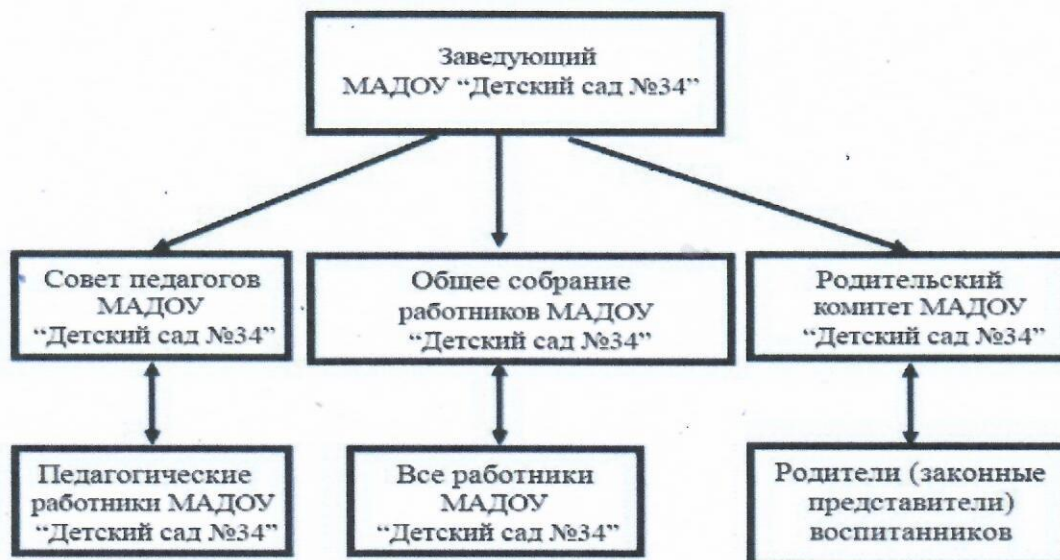 Заведующий
МАДОУ “Детский сад №34”
Совет педагогов
МАДОУ
“Детский сад №34”
Общее собрание
работников МАДОУ
“Детский сад №34”
Родительский
комитет МАДОУ
“Детский сад №34”
Педагогические
работники МАДОУ
“Детский сад №34”
Все работники
МАДОУ
“Детский сад №34”
Родители (законные
представители)
воспитанников